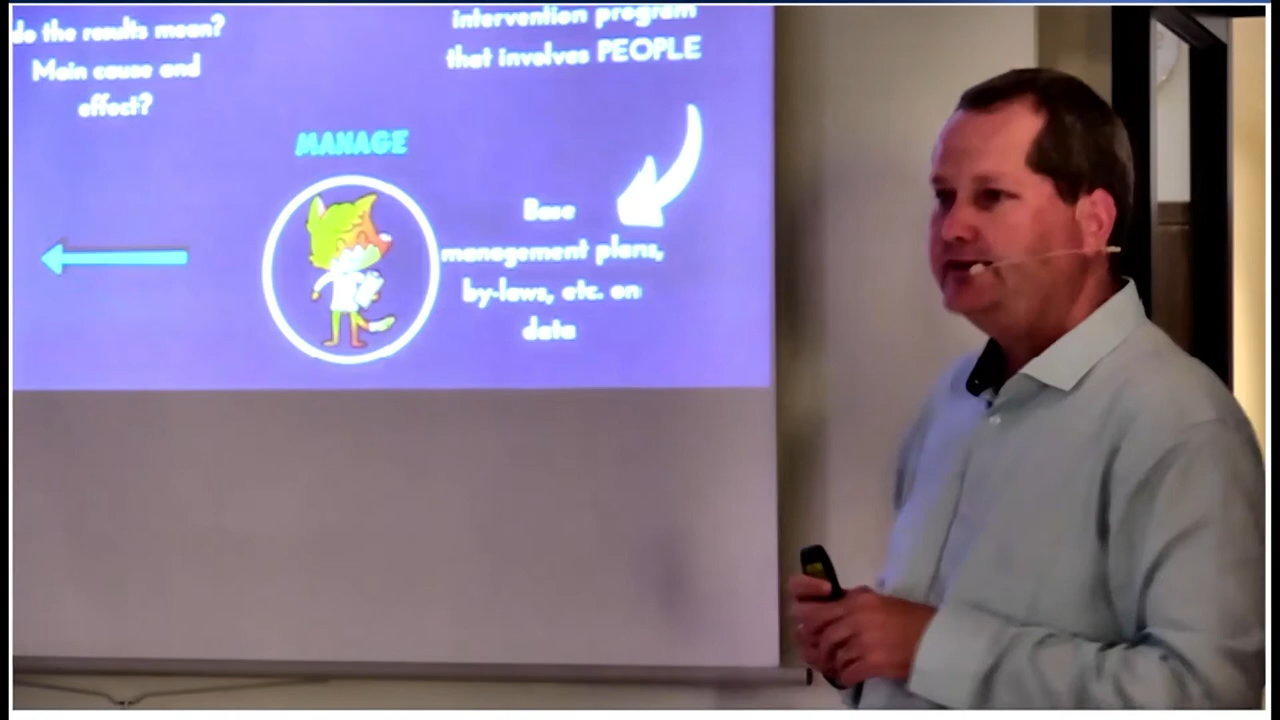 do the results mean?
Main cause and
effect?
intervention program
that involves PEOPLE
MANAGE
Base
management plans,
by-laws, etc. on
data